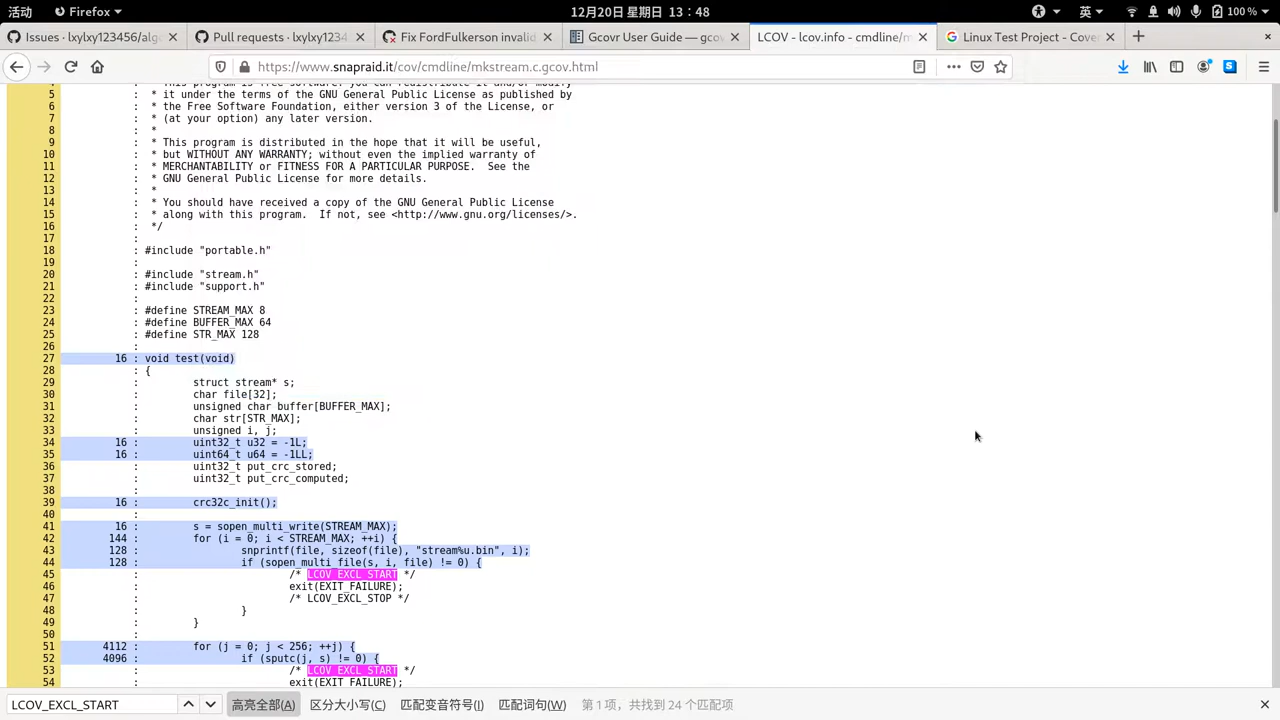 活动 Firefox 12月20日 星期日 13：48 英 100 %
Issues · lxylxy123456/algo Pull requests · lxylxy1234 Fix FordFulkerson invalid Gcovr User Guide — gcov LCOV - lcov.info - cmdline/m Linux Test Project - Cover
https://www.snapraid.it/cov/cmdline/mkstream.c.gcov.html
5 : * it under the terms of the GNU General Public License as published by
6 : * the Free Software Foundation, either version 3 of the License, or
7 : * (at your option) any later version.
8 : *
9 : * This program is distributed in the hope that it will be useful,
10 : * but WITHOUT ANY WARRANTY; without even the implied warranty of
11 : * MERCHANTABILITY or FITNESS FOR A PARTICULAR PURPOSE.  See the
12 : * GNU General Public License for more details.
13 : *
14 : * You should have received a copy of the GNU General Public License
15 : * along with this program.  If not, see <http://www.gnu.org/licenses/>.
16 : */
17 :
18 : #include "portable.h"
19 :
20 : #include "stream.h"
21 : #include "support.h"
22 :
23 : #define STREAM_MAX 8
24 : #define BUFFER_MAX 64
25 : #define STR_MAX 128
26 :
27 16 : void test(void)
28 : {
29 : struct stream* s;
30 : char file[32];
31 : unsigned char buffer[BUFFER_MAX];
32 : char str[STR_MAX];
33 : unsigned i, j;
34 16 : uint32_t u32 = -1L;
35 16 : uint64_t u64 = -1LL;
36 : uint32_t put_crc_stored;
37 : uint32_t put_crc_computed;
38 :
39 16 : crc32c_init();
40 :
41 16 : s = sopen_multi_write(STREAM_MAX);
42 144 : for (i = 0; i < STREAM_MAX; ++i) {
43 128 : snprintf(file, sizeof(file), "stream%u.bin", i);
44 128 : if (sopen_multi_file(s, i, file) != 0) {
45 : /* LCOV_EXCL_START */
46 : exit(EXIT_FAILURE);
47 : /* LCOV_EXCL_STOP */
48 : }
49 : }
50 :
51 4112 : for (j = 0; j < 256; ++j) {
52 4096 : if (sputc(j, s) != 0) {
53 : /* LCOV_EXCL_START */
54 : exit(EXIT_FAILURE);
LCOV_EXCL_START 高亮全部(A) 区分大小写(C) 匹配变音符号(I) 匹配词句(W) 第 1 项，共找到 24 个匹配项